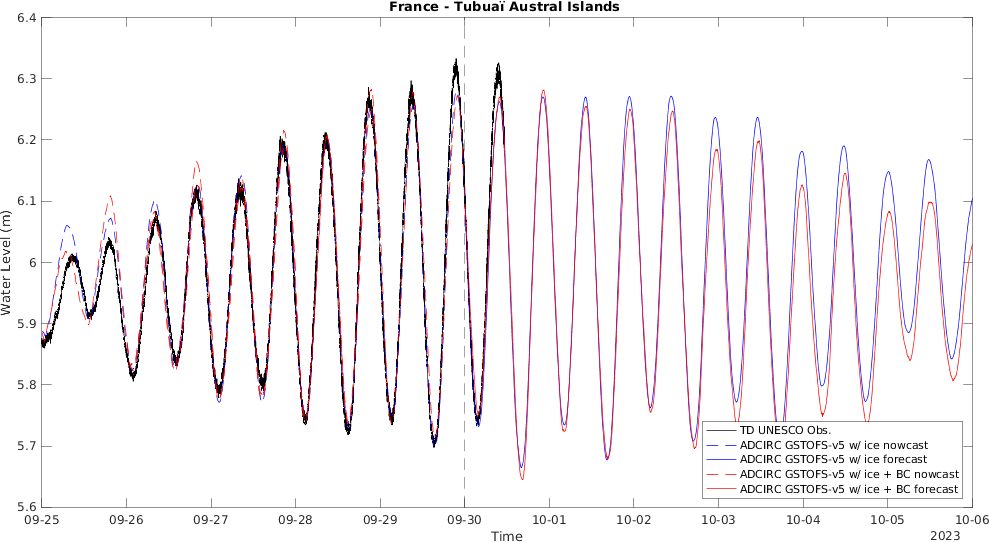 France - Tubuaï Austral Islands
6.4
6.3
6.2
6.1
6
5.9
5.8
5.7
5.6
Water Level (m)
TD UNESCO Obs.
ADCIRC GSTOFS-v5 w/ ice nowcast
ADCIRC GSTOFS-v5 w/ ice forecast
ADCIRC GSTOFS-v5 w/ ice + BC nowcast
ADCIRC GSTOFS-v5 w/ ice + BC forecast
09-25 09-26 09-27 09-28 09-29 09-30 10-01 10-02 10-03 10-04 10-05 10-06
Time
2023